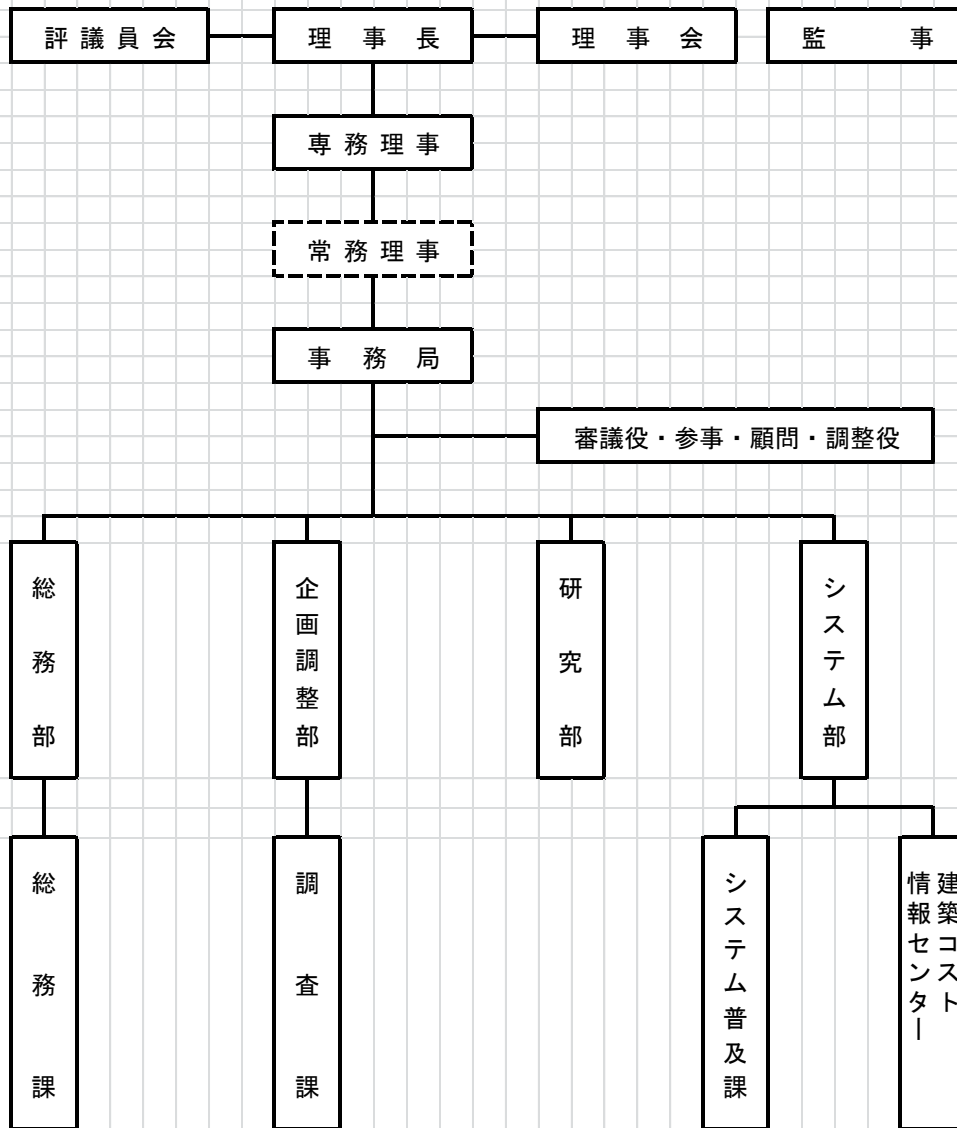 評議員会
理事長
理事会
監事
専務理事
常務理事
事務局
審議役・参事・顧問・調整役
総務部
企画調整部
研究部
システム部
総務課
調査課
システム普及課
建築コスト
情報センター